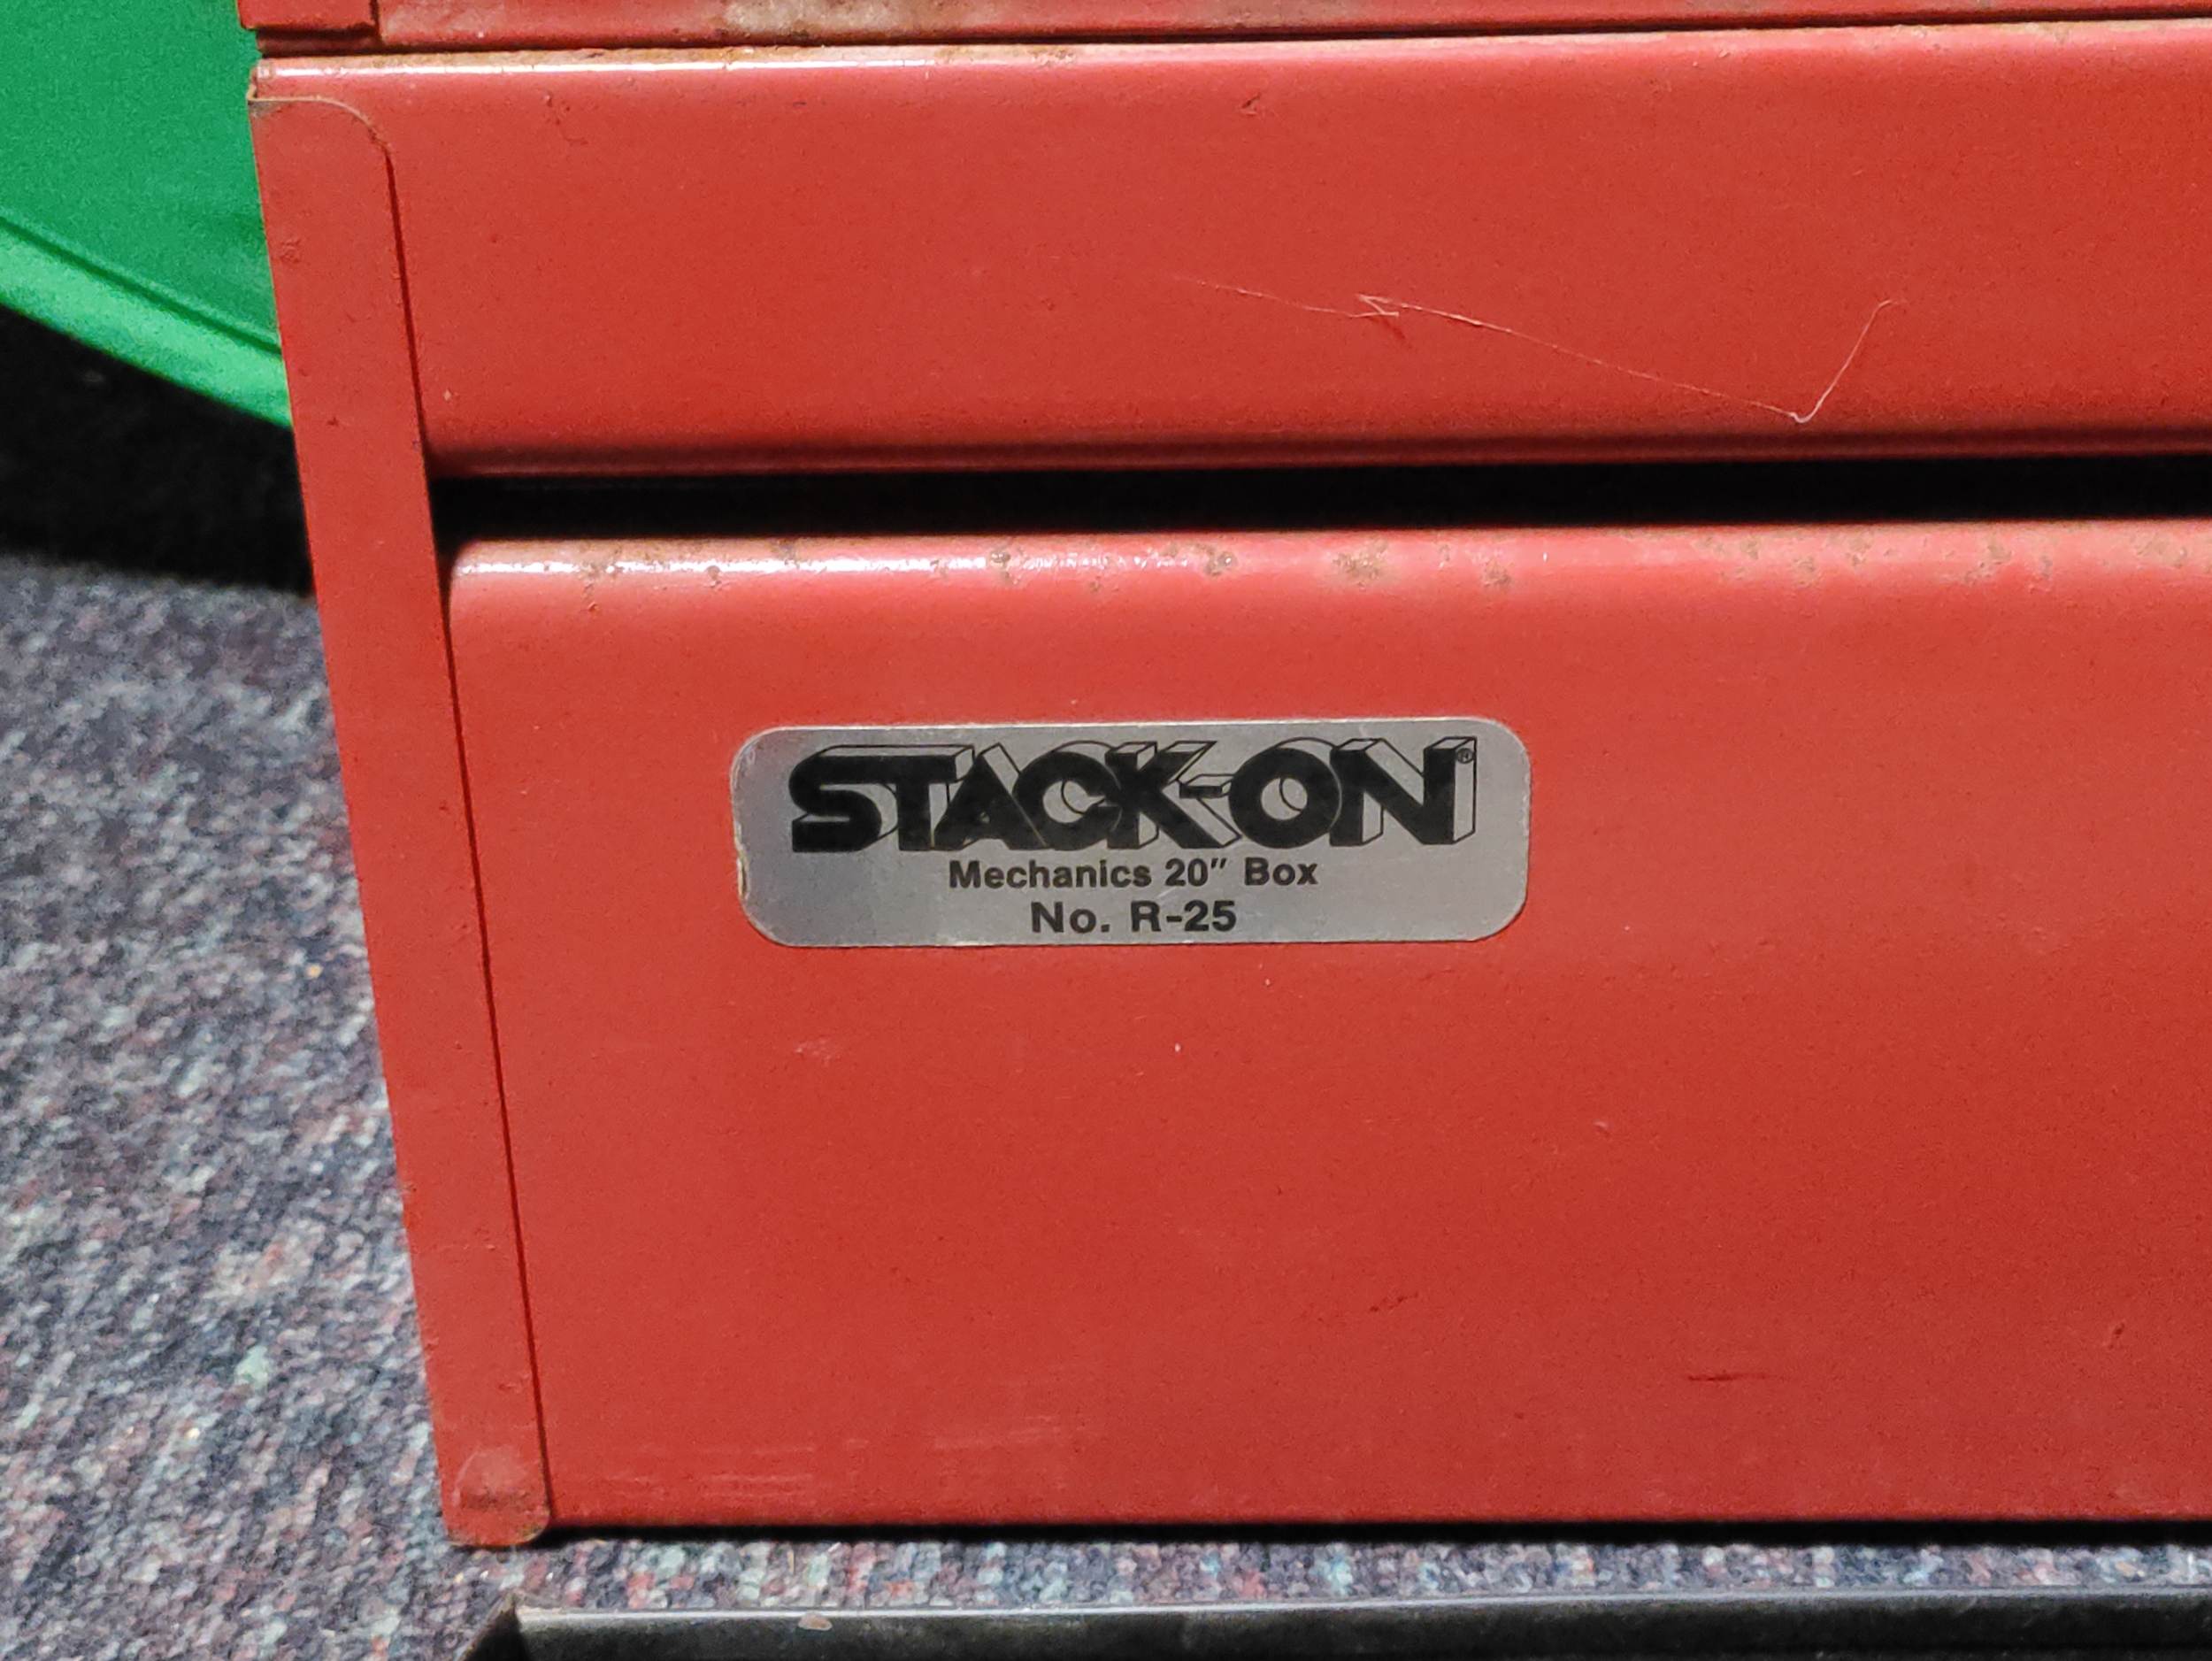 STACK-ON®
Mechanics 20" Box
No. R-25